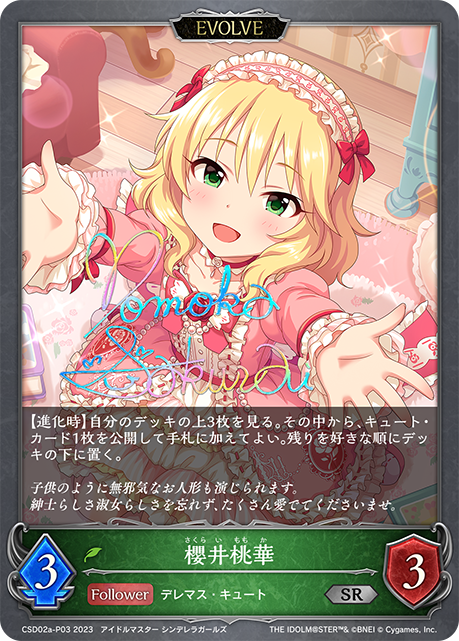 EVOLVE
Momoka
Sakurai
【進化時】自分のデッキの上3枚を見る。その中から、キュート・
カード1枚を公開して手札に加えてよい。残りを好きな順にデッ
キの下に置く。
子供のように無邪気なお人形も演じられます。
紳士らしさ淑女らしさを忘れず、たくさん愛でてくださいませ。
さくら い もも か
櫻井桃華
3
Follower
デレマス・キュート
SR
3
CSD02a-P03 2023 アイドルマスター シンデレラガールズ
THE IDOLM@STER™& ©BNEI © Cygames, Inc.